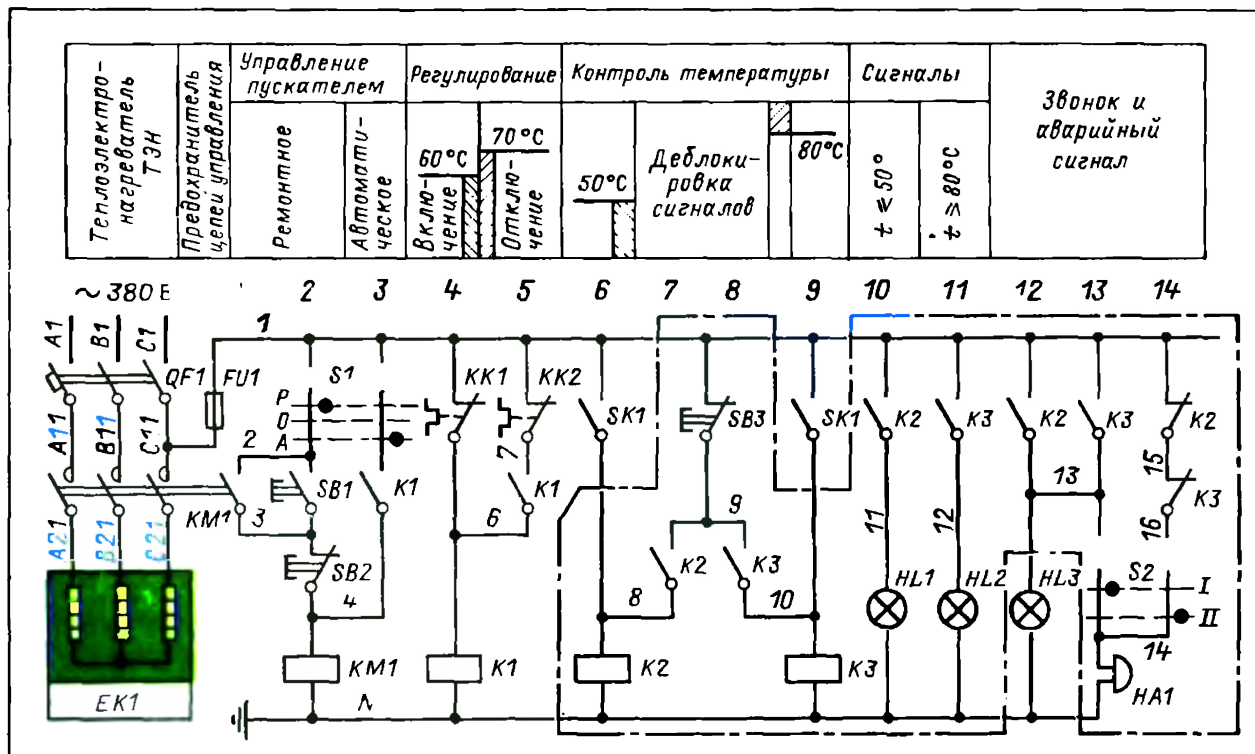 Теплоэлектро-
нагреватель
ТЭН
Предохранитель
цепей управления
Управление
пускателем
Ремонтное
Автомати-
ческое
Регулирование
60°C
Включе-
чение
70°C
Отклю-
чение
Контроль температуры
50°C
Деблоки-
ровка
сигналов
80°C
Сигналы
t ⩽ 50°
t ⩾ 80°C
Звонок и
аварийный
сигнал
~380 В
1 2 3 4 5 6 7 8 9 10 11 12 13 14
A1 B1 C1
QF1 FU1
A11 B11 C11
S1
P
O
A
KK1 KK2
SK1 SB3 SK1
K2 K3 K2 K3 K2
2
7
15
KM1 3 SB1 K1
6
K1
9
13
K3
16
A21 B21 C21
SB2
4
8
K2 K3
10
11 12
HL1 HL2 HL3
S2
I
II
14
KM1 K1 K2 K3
HA1
EK1
N